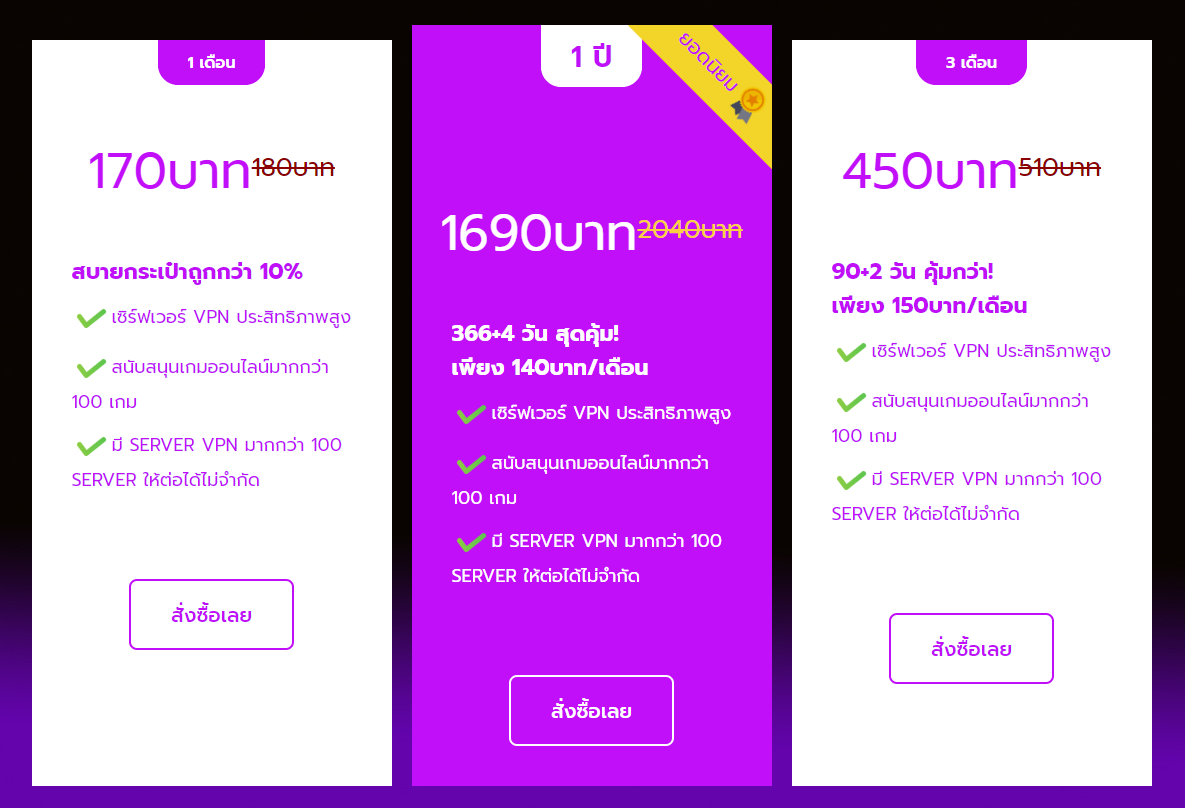 1 เดือน
170บาท180บาท
สบายกระเป๋าถูกกว่า 10%
เซิร์ฟเวอร์ VPN ประสิทธิภาพสูง
สนับสนุนเกมออนไลน์มากกว่า
100 เกม
มี SERVER VPN มากกว่า 100
SERVER ให้ต่อได้ไม่จำกัด
สั่งซื้อเลย
1 ปี
ยอดนิยม
1690บาท2040บาท
366+4 วัน สุดคุ้ม!
เพียง 140บาท/เดือน
เซิร์ฟเวอร์ VPN ประสิทธิภาพสูง
สนับสนุนเกมออนไลน์มากกว่า
100 เกม
มี SERVER VPN มากกว่า 100
SERVER ให้ต่อได้ไม่จำกัด
สั่งซื้อเลย
3 เดือน
450บาท510บาท
90+2 วัน คุ้มกว่า!
เพียง 150บาท/เดือน
เซิร์ฟเวอร์ VPN ประสิทธิภาพสูง
สนับสนุนเกมออนไลน์มากกว่า
100 เกม
มี SERVER VPN มากกว่า 100
SERVER ให้ต่อได้ไม่จำกัด
สั่งซื้อเลย